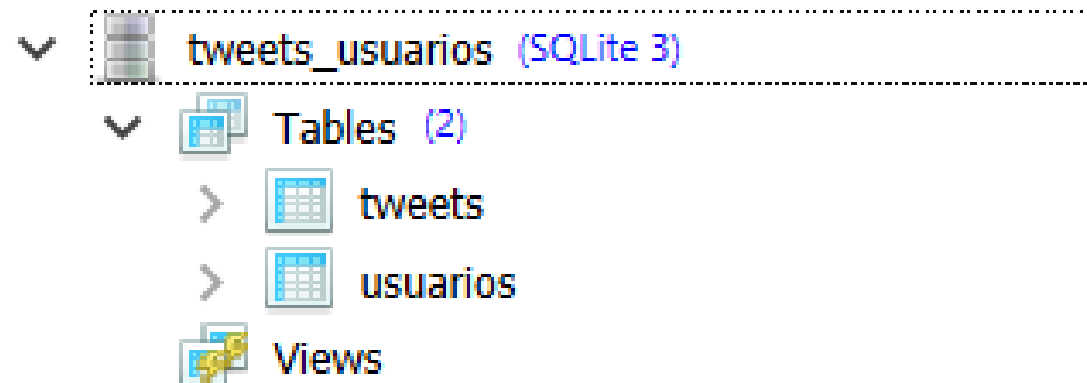 tweets_usuarios (SQLite 3)
Tables (2)
tweets
usuarios
Views